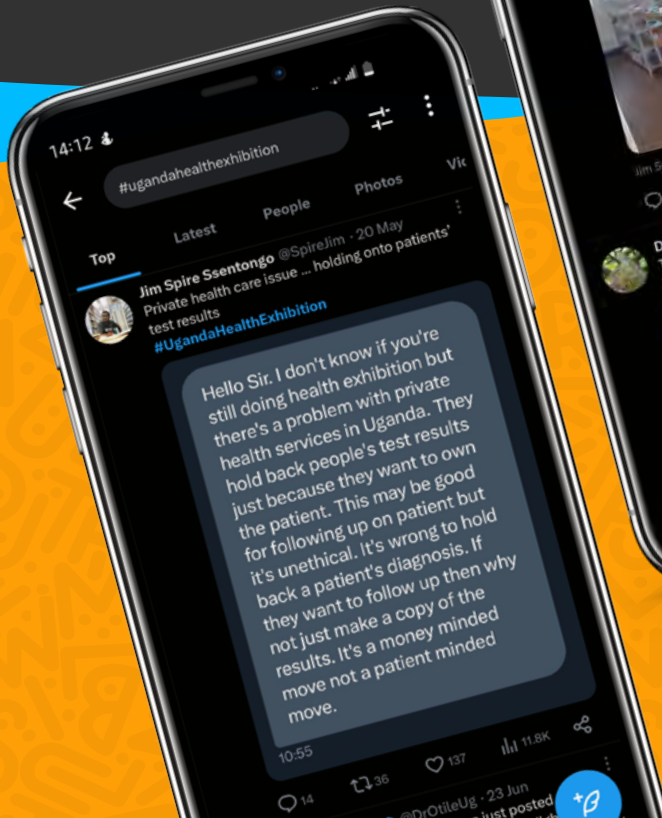 14:12
#ugandahealthexhibition
Top Latest People Photos
Jim Spire Ssentongo @SpireJim · 20 May
Private health care issue ... holding onto patients'
test results
#UgandaHealthExhibition
Hello Sir. I don't know if you're
still doing health exhibition but
there's a problem with private
health services in Uganda. They
hold back people's test results
just because they want to own
the patient. This may be good
for following up on patient but
it's unethical. It's wrong to hold
back a patient's diagnosis. If
they want to follow up then why
not just make a copy of the
results. It's a money minded
move not a patient minded
move.
10:55
14 36 137 11.8K
@DrOtileUg · 23 Jun
just posted
Jim S